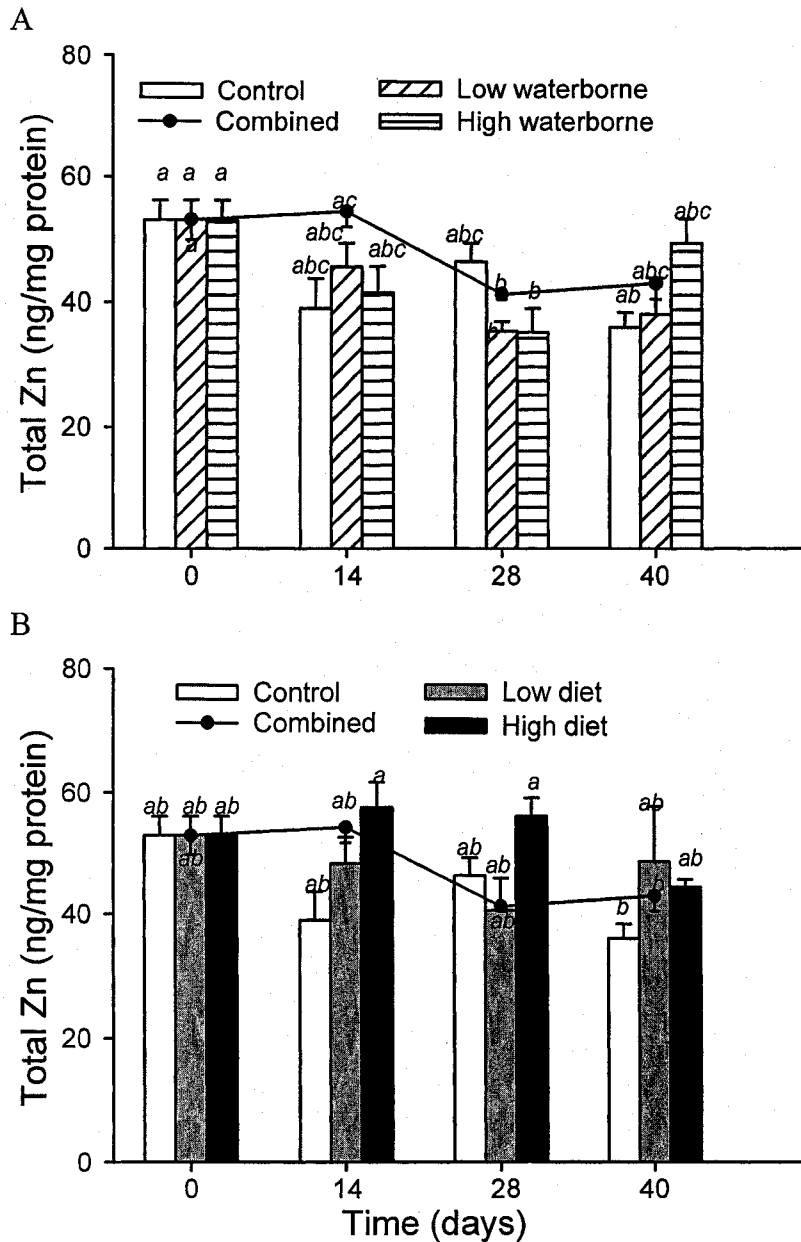 A
80
Control Low waterborne
Combined High waterborne
a a a
ac
60
abc
abc abc
abc
abc
a
b b
abc
ab
b
40
20
0
Total Zn (ng/mg protein)
0 14 28 40
B
80
Control Low diet
Combined High diet
a a
60
ab ab ab ab ab
ab
ab
ab
ab
ab
b
b
ab
40
20
0
Total Zn (ng/mg protein)
0 14 28 40
Time (days)